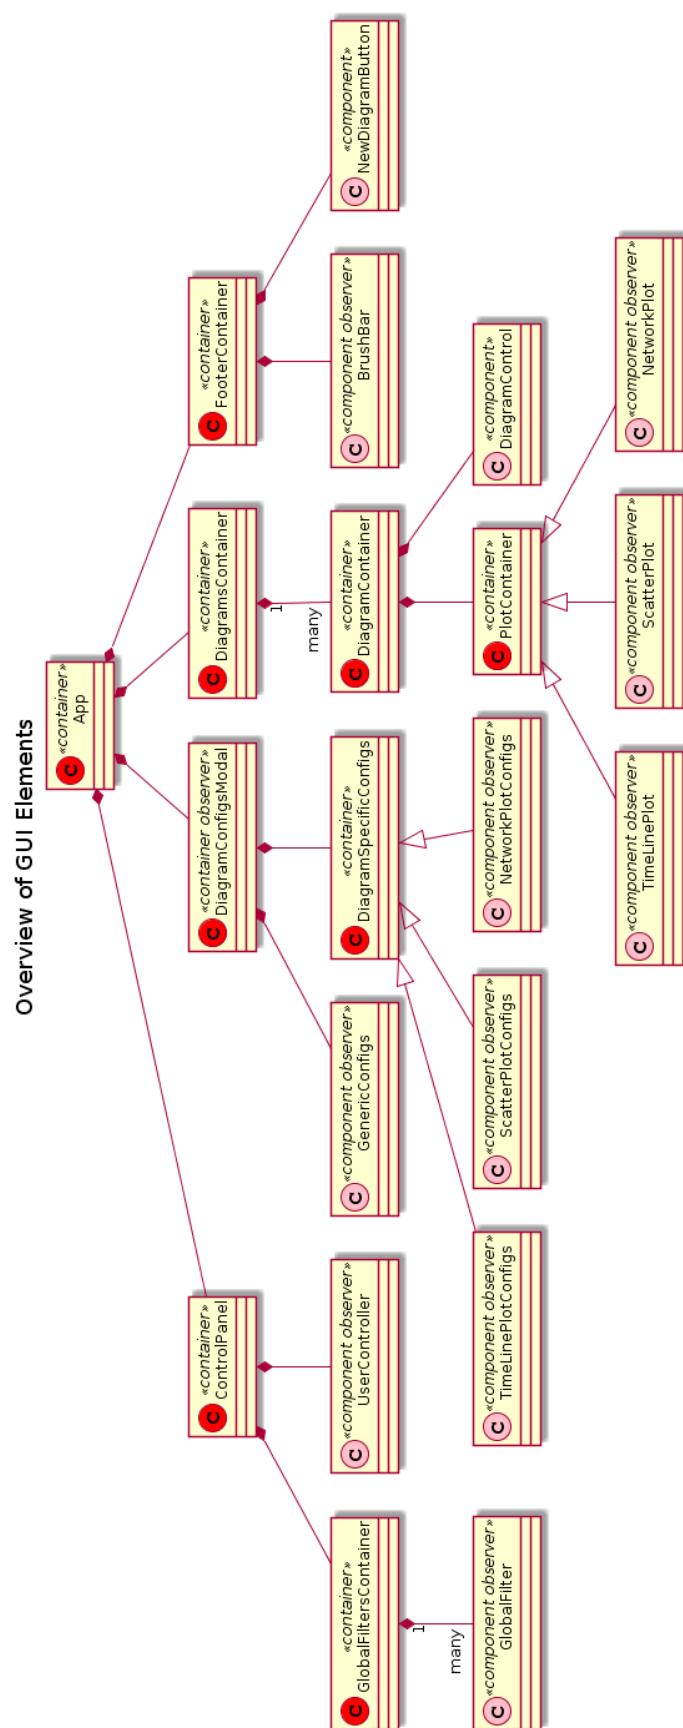 Overview of GUI Elements
C
«container»
App
C
«container»
ControlPanel
C
«container observer»
DiagramConfigsModal
C
«container»
DiagramsContainer
C
«container»
FooterContainer
C
«container»
GlobalFiltersContainer
C
«component observer»
UserController
C
«component observer»
GenericConfigs
C
«container»
DiagramSpecificConfigs
1
many
C
«container»
DiagramContainer
C
«component observer»
BrushBar
C
«component»
NewDiagramButton
1
many
C
«component observer»
GlobalFilter
C
«component observer»
TimeLinePlotConfigs
C
«component observer»
ScatterPlotConfigs
C
«component observer»
NetworkPlotConfigs
C
«container»
PlotContainer
C
«component»
DiagramControl
C
«component observer»
TimeLinePlot
C
«component observer»
ScatterPlot
C
«component observer»
NetworkPlot